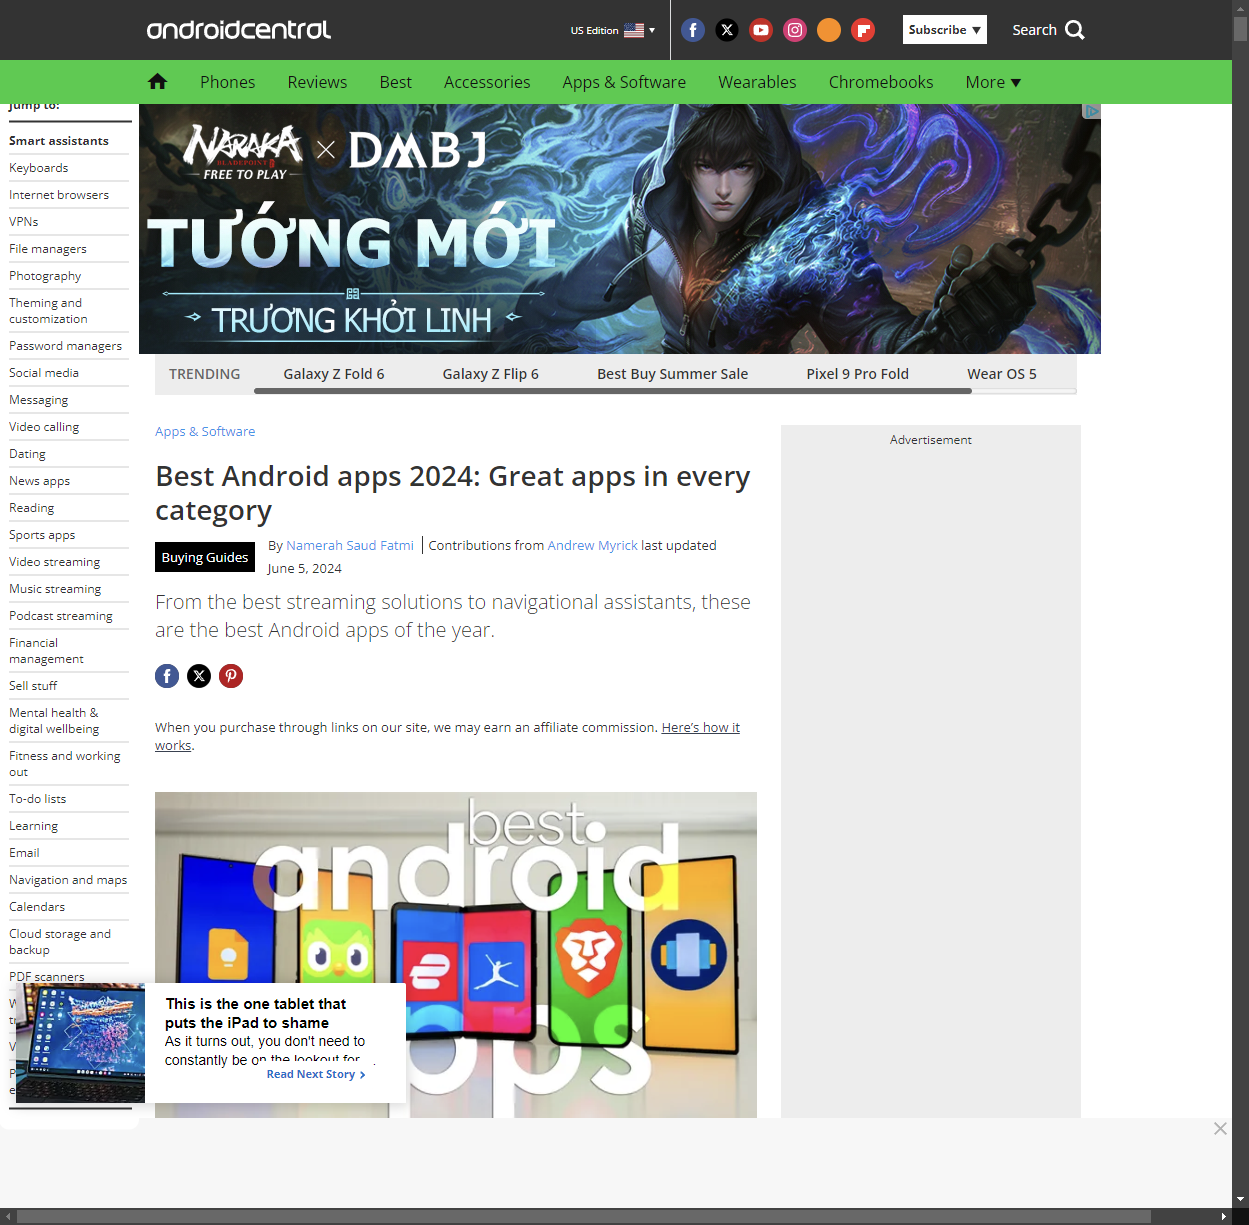 androidcentral
US Edition
Subscribe
Search
Phones
Reviews
Best
Accessories
Apps & Software
Wearables
Chromebooks
More
Jump to:
Smart assistants
Keyboards
Internet browsers
VPNs
File managers
Photography
Theming and
customization
Password managers
Social media
Messaging
Video calling
Dating
News apps
Reading
Sports apps
Video streaming
Music streaming
Podcast streaming
Financial
management
Sell stuff
Mental health &
digital wellbeing
Fitness and working
out
To-do lists
Learning
Email
Navigation and maps
Calendars
Cloud storage and
backup
PDF scanners
NARAKA
BLADEPOINT
FREE TO PLAY
DMBJ
TƯỚNG MỚI
TRƯƠNG KHỞI LINH
TRENDING
Galaxy Z Fold 6
Galaxy Z Flip 6
Best Buy Summer Sale
Pixel 9 Pro Fold
Wear OS 5
Apps & Software
Best Android apps 2024: Great apps in every
category
Buying Guides
By Namerah Saud Fatmi
Contributions from Andrew Myrick last updated
June 5, 2024
From the best streaming solutions to navigational assistants, these
are the best Android apps of the year.
When you purchase through links on our site, we may earn an affiliate commission. Here's how it
works.
best
android
apps
Advertisement
This is the one tablet that
puts the iPad to shame
As it turns out, you don't need to
constantly be on the lookout for
Read Next Story